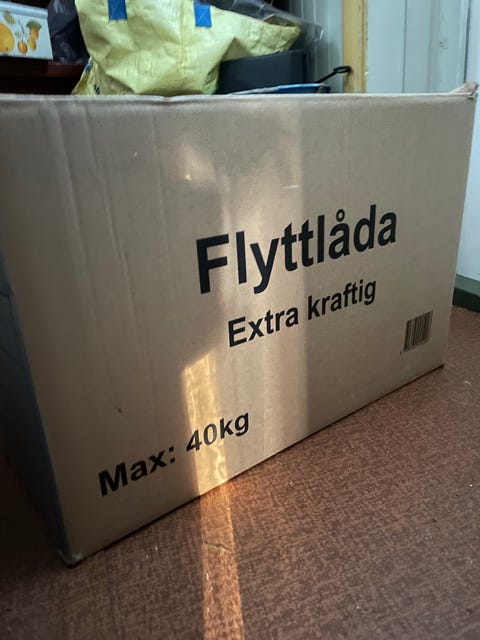 Flyttlåda
Extra kraftig
Max: 40kg